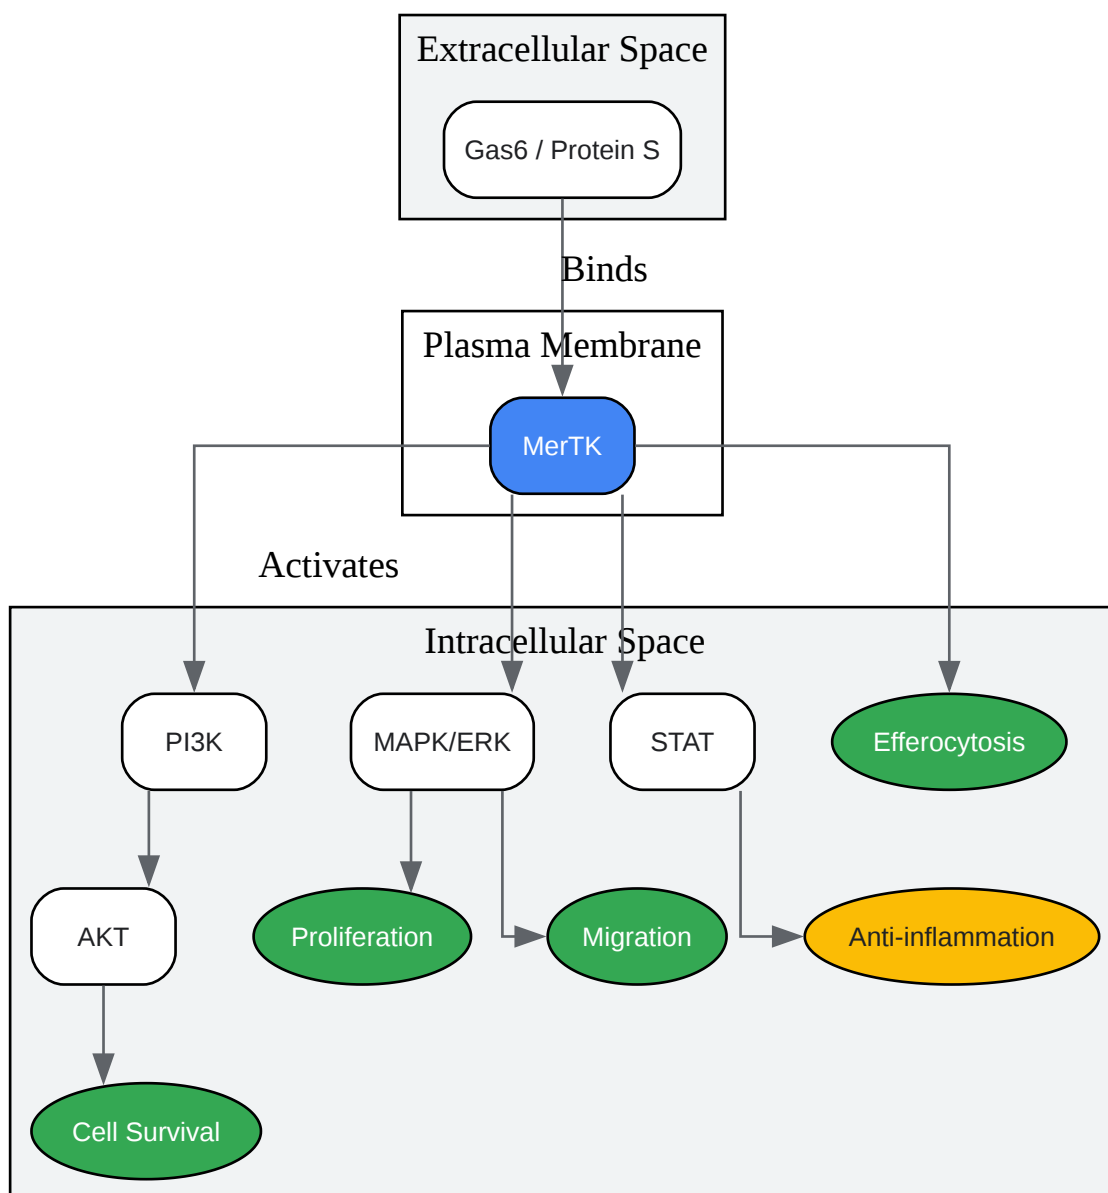 Extracellular Space
Gas6 / Protein S
Binds
Plasma Membrane
MerTK
Activates
Intracellular Space
PI3K
MAPK/ERK
STAT
Efferocytosis
AKT
Proliferation
Migration
Anti-inflammation
Cell Survival